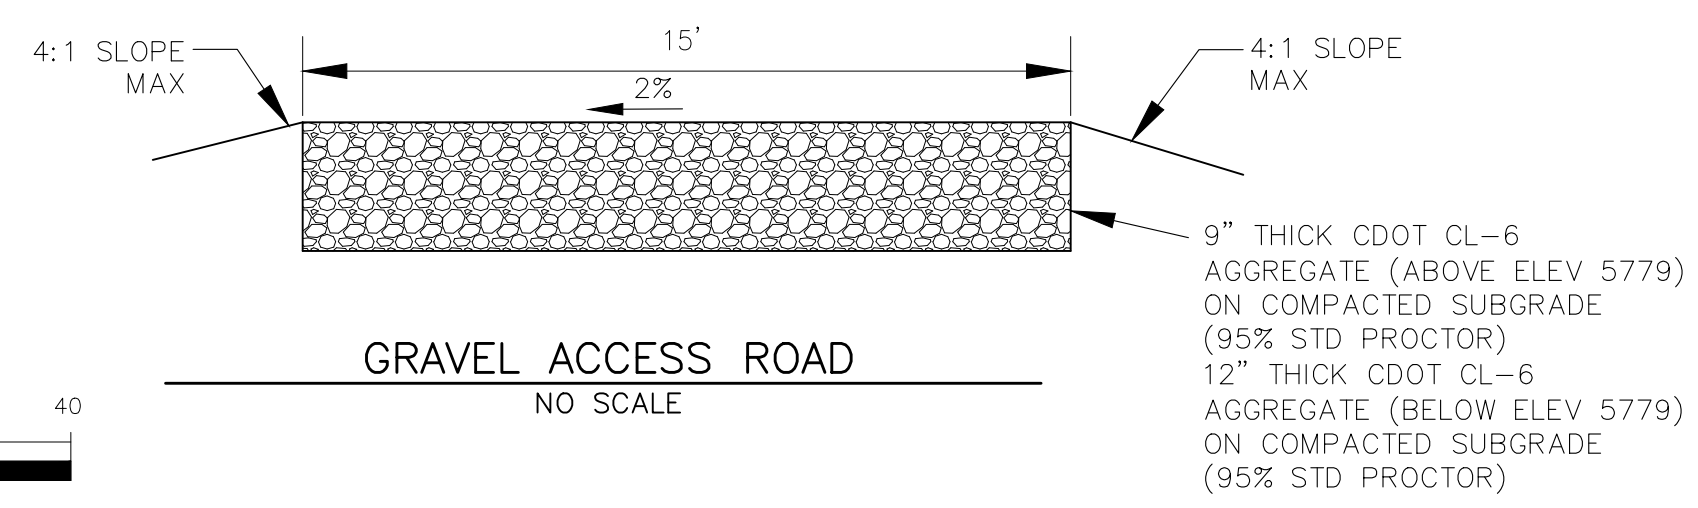 4:1 SLOPE
MAX
15'
2%
4:1 SLOPE
MAX
9" THICK CDOT CL-6
AGGREGATE (ABOVE ELEV 5779)
ON COMPACTED SUBGRADE
(95% STD PROCTOR)
12" THICK CDOT CL-6
AGGREGATE (BELOW ELEV 5779)
ON COMPACTED SUBGRADE
(95% STD PROCTOR)
GRAVEL ACCESS ROAD
NO SCALE
40